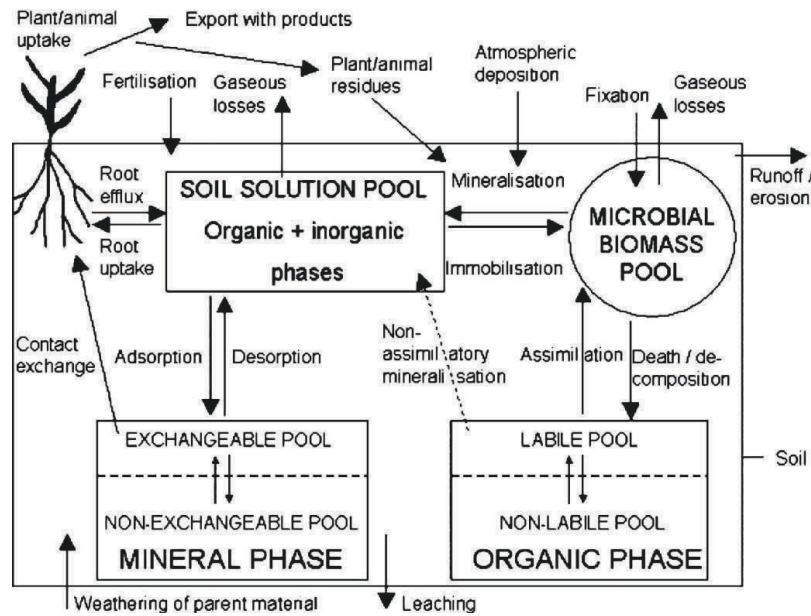 Plant/animal
uptake
Export with products
Fertilisation
Gaseous
losses
Plant/animal
residues
Atmospheric
deposition
Fixation
Gaseous
losses
Runoff /
erosion
Root
efflux
Root
uptake
SOIL SOLUTION POOL
Organic + inorganic
phases
Mineralisation
Immobilisation
MICROBIAL
BIOMASS
POOL
Contact
exchange
Adsorption
Desorption
Non-
assimilatory
mineralisation
Assimilation
Death / de-
composition
EXCHANGEABLE POOL
NON-EXCHANGEABLE POOL
MINERAL PHASE
LABILE POOL
NON-LABILE POOL
ORGANIC PHASE
Soil
Weathering of parent material
Leaching